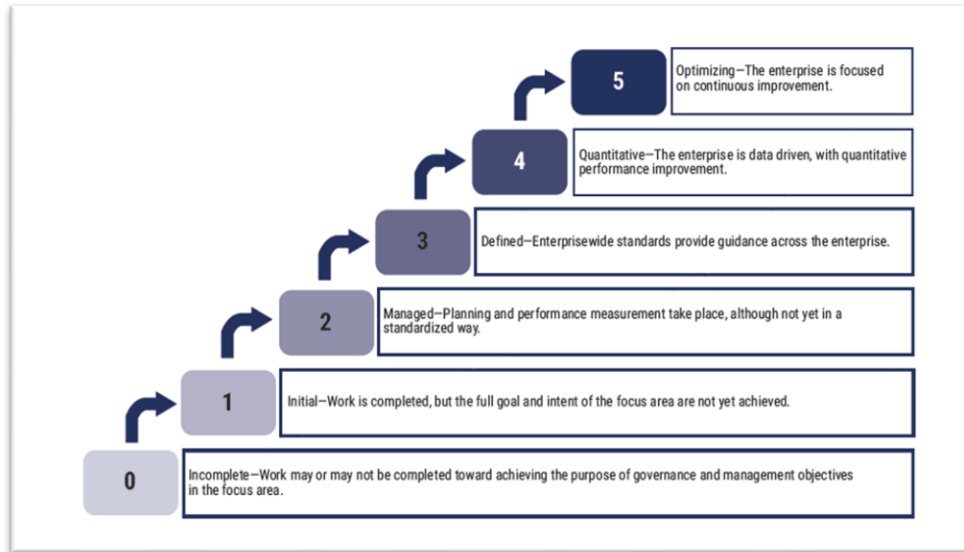 5
Optimizing—The enterprise is focused
on continuous improvement.
4
Quantitative—The enterprise is data driven, with quantitative
performance improvement.
3
Defined—Enterprisewide standards provide guidance across the enterprise.
2
Managed—Planning and performance measurement take place, although not yet in a
standardized way.
1
Initial—Work is completed, but the full goal and intent of the focus area are not yet achieved.
0
Incomplete—Work may or may not be completed toward achieving the purpose of governance and management objectives
in the focus area.